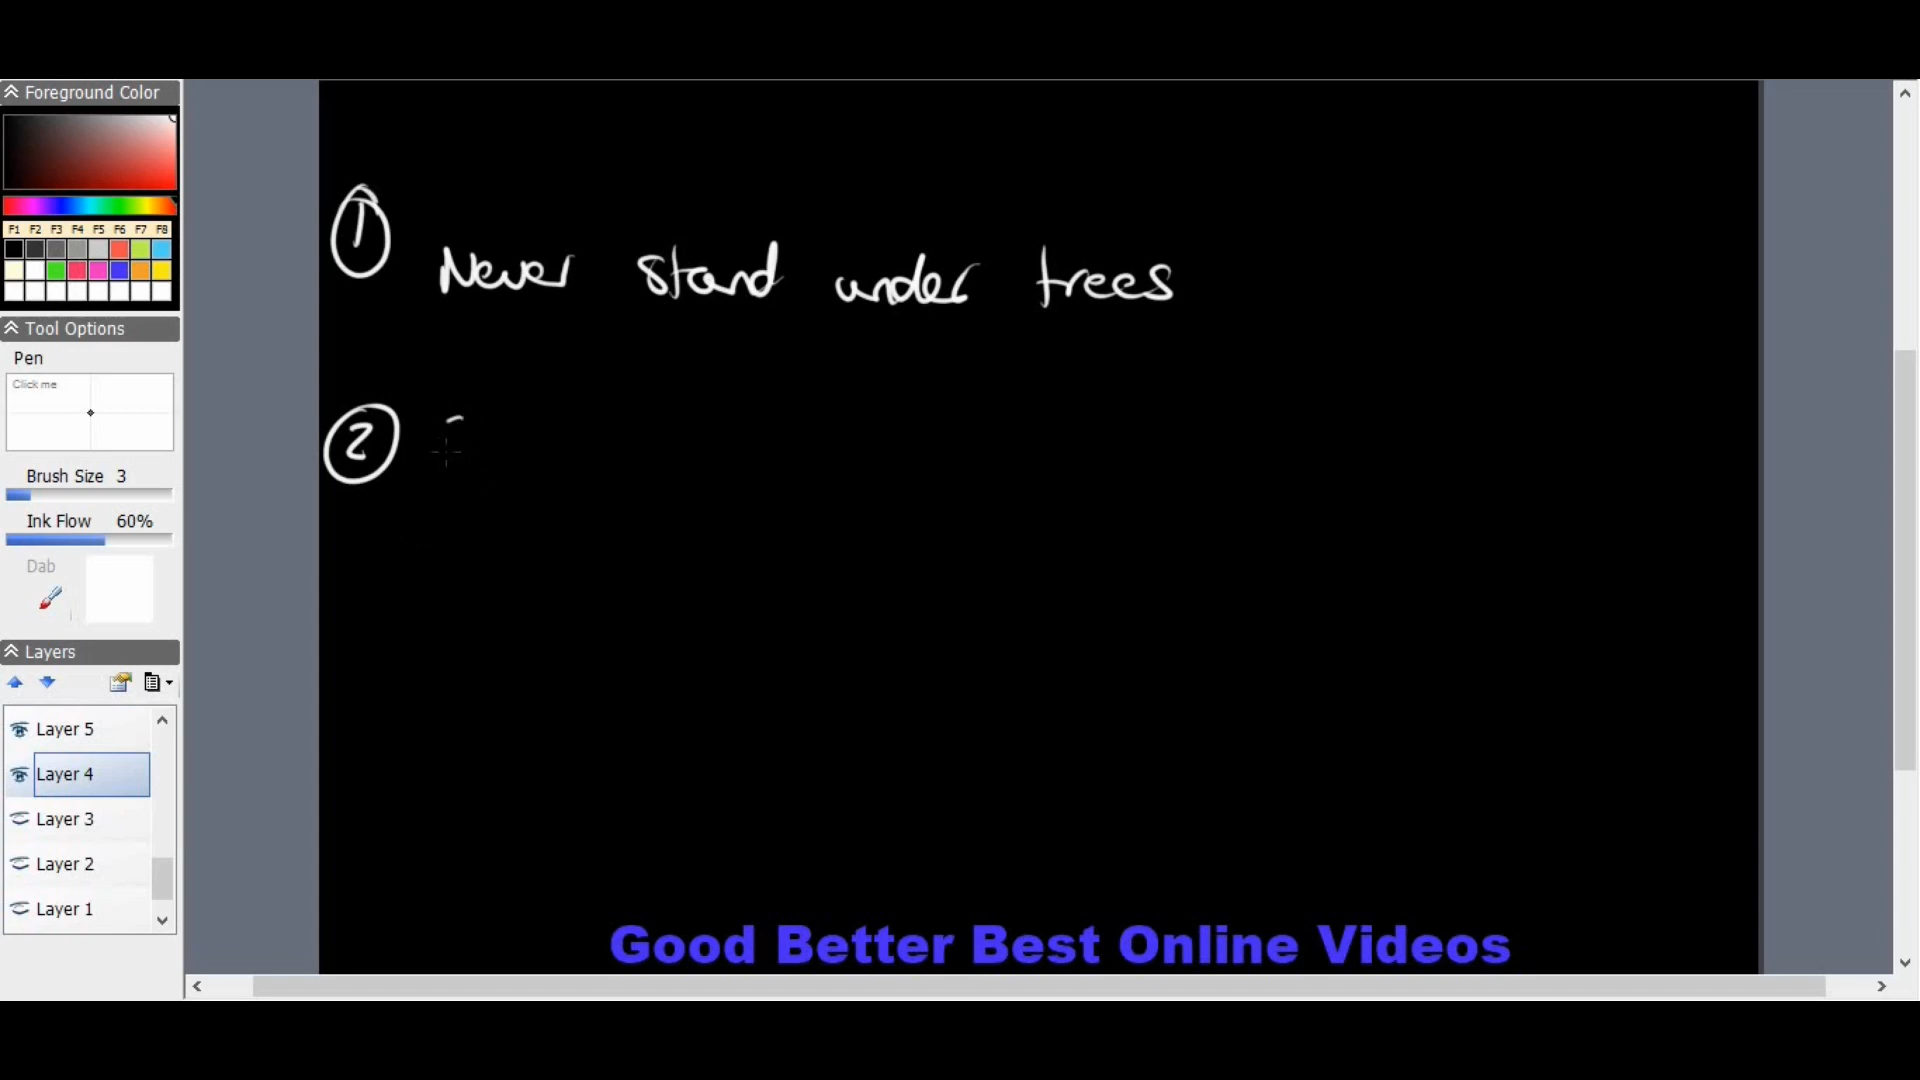 Foreground Color
F1 F2 F3 F4 F5 F6 F7 F8
① Never stand under trees
Tool Options
Pen
Click me
②
Brush Size 3
Ink Flow 60%
Dab
Layers
Layer 5
Layer 4
Layer 3
Layer 2
Layer 1
Good Better Best Online Videos